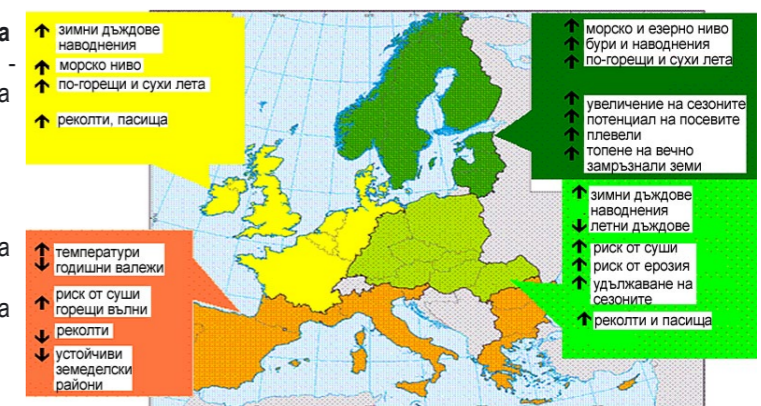 а
-
а
а
а
↑ зимни дъждове
наводнения
↑ морско ниво
↑ по-горещи и сухи лета
↑ реколти, пасища
↑ морско и езерно ниво
↑ бури и наводнения
↑ по-горещи и сухи лета
↑ увеличение на сезоните
↑ потенциал на посевите
↑ плевели
↑ топене на вечно
замръзнали земи
↑ зимни дъждове
наводнения
↓ летни дъждове
↑ риск от суши
↑ риск от ерозия
↑ удължаване на
сезоните
↑ реколти и пасища
↑ температури
↓ годишни валежи
↑ риск от суши
горещи вълни
↓ реколти
↓ устойчиви
земеделски
райони